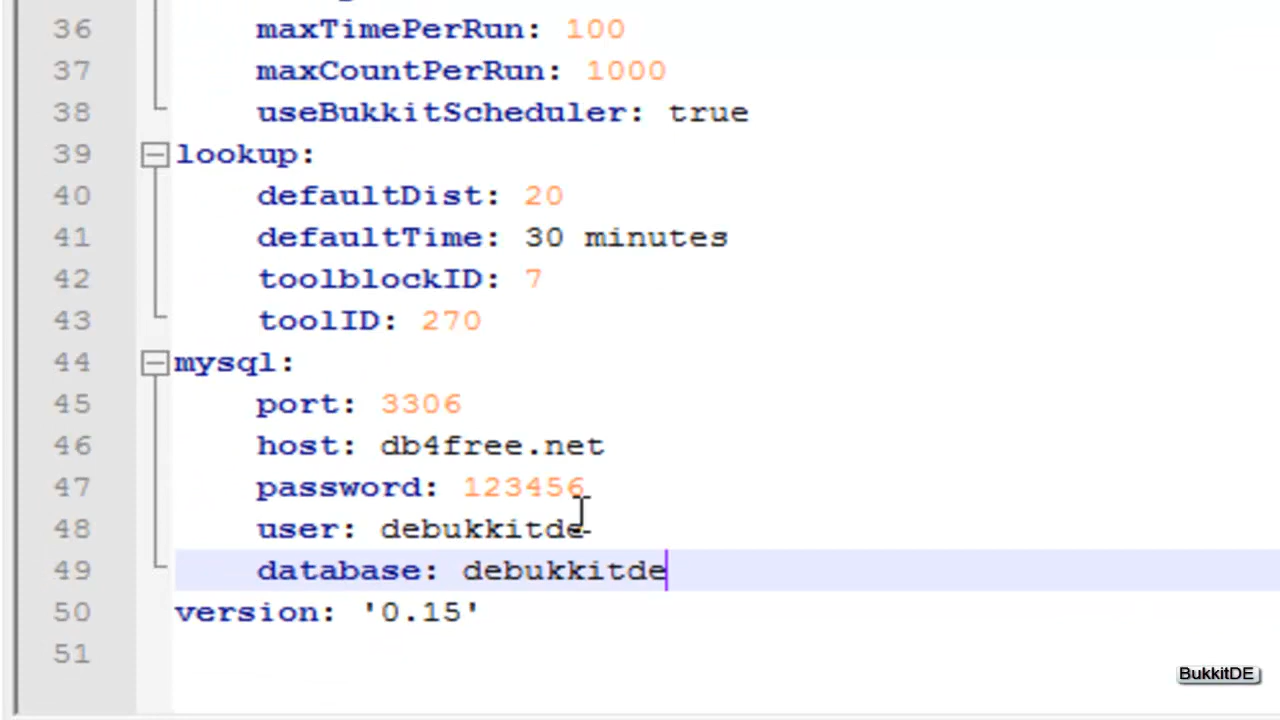 36 maxTimePerRun: 100
37 maxCountPerRun: 1000
38 useBukkitScheduler: true
39 lookup:
40 defaultDist: 20
41 defaultTime: 30 minutes
42 toolblockID: 7
43 toolID: 270
44 mysql:
45 port: 3306
46 host: db4free.net
47 password: 123456
48 user: debukkitde
49 database: debukkitde
50 version: '0.15'
51
BukkitDE